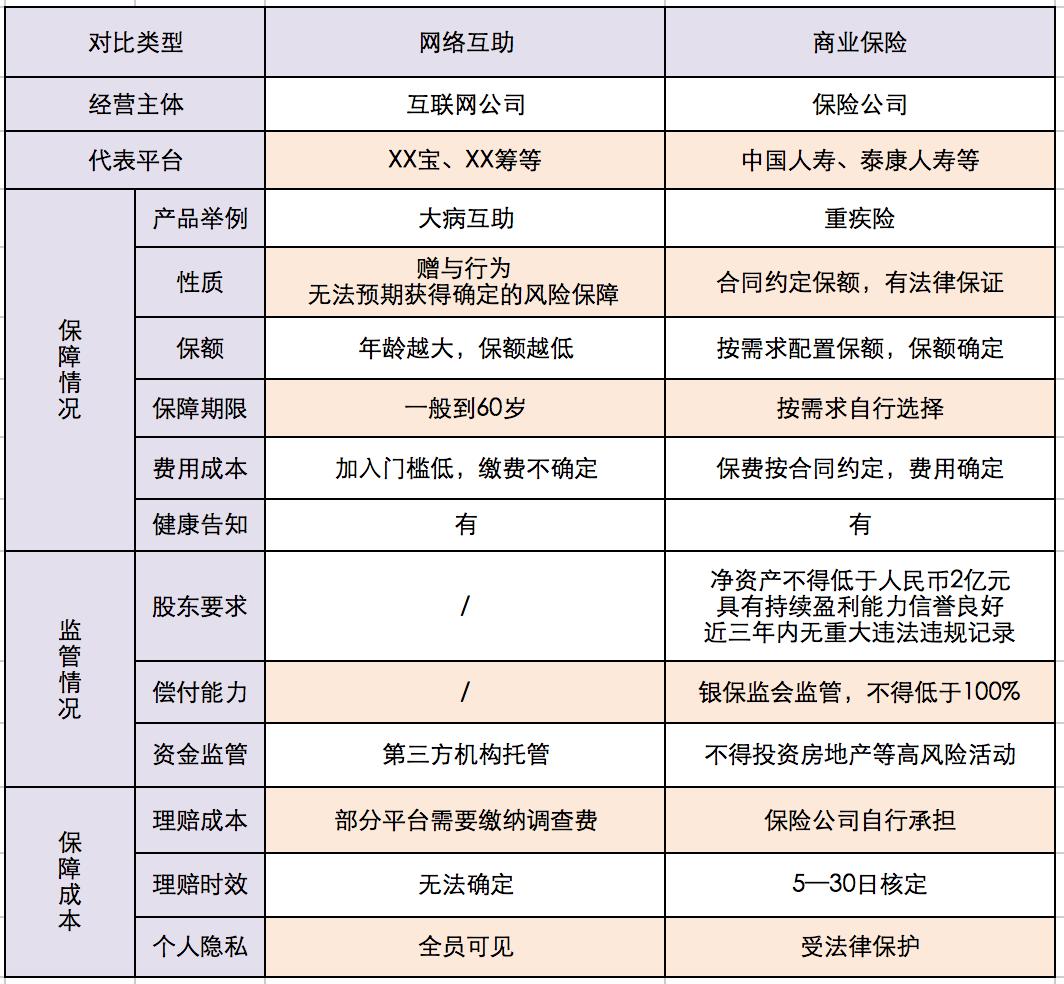 对比类型
网络互助
商业保险
经营主体
互联网公司
保险公司
代表平台
XX宝、XX筹等
中国人寿、泰康人寿等
保障情况
产品举例
大病互助
重疾险
性质
赠与行为
无法预期获得确定的风险保障
合同约定保额，有法律保证
保额
年龄越大，保额越低
按需求配置保额，保额确定
保障期限
一般到60岁
按需求自行选择
费用成本
加入门槛低，缴费不确定
保费按合同约定，费用确定
健康告知
有
有
监管情况
股东要求
/
净资产不得低于人民币2亿元
具有持续盈利能力信誉良好
近三年内无重大违法违规记录
偿付能力
/
银保监会监管，不得低于100%
资金监管
第三方机构托管
不得投资房地产等高风险活动
保障成本
理赔成本
部分平台需要缴纳调查费
保险公司自行承担
理赔时效
无法确定
5—30日核定
个人隐私
全员可见
受法律保护